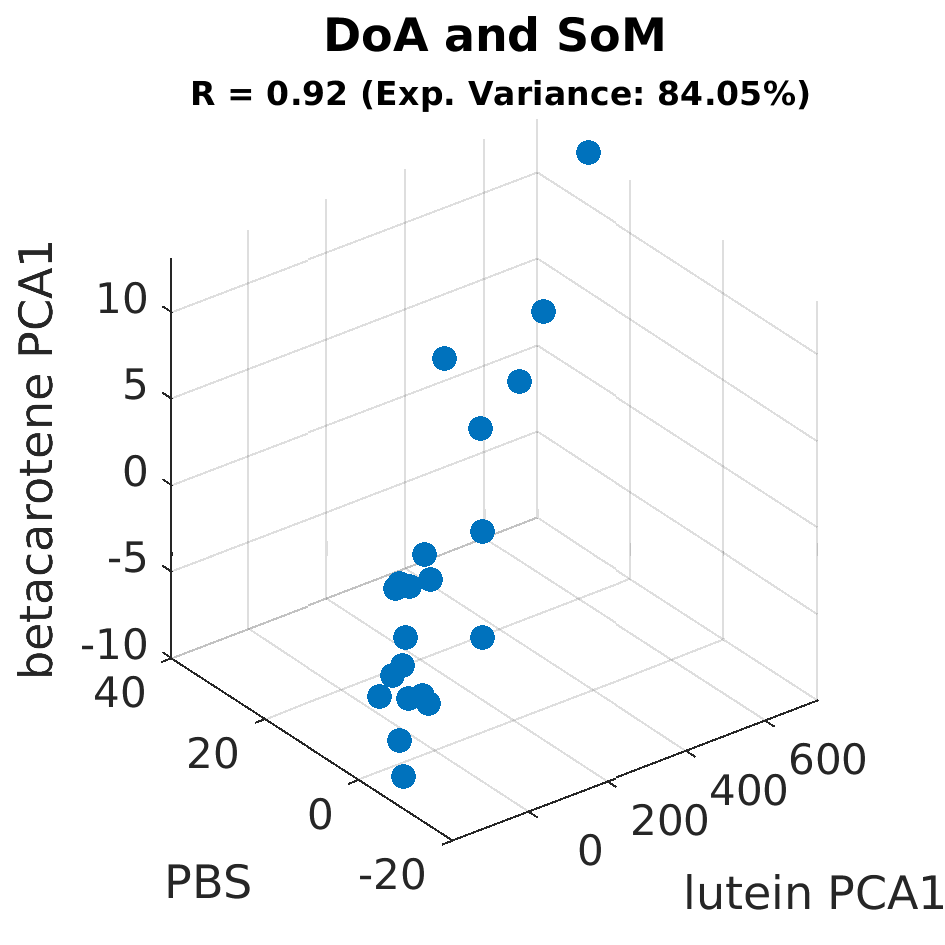 DoA and SoM
R = 0.92 (Exp. Variance: 84.05%)
betacarotene PCA1
10
5
0
-5
-10
40
20
0
-20
PBS
0
200
400
600
lutein PCA1